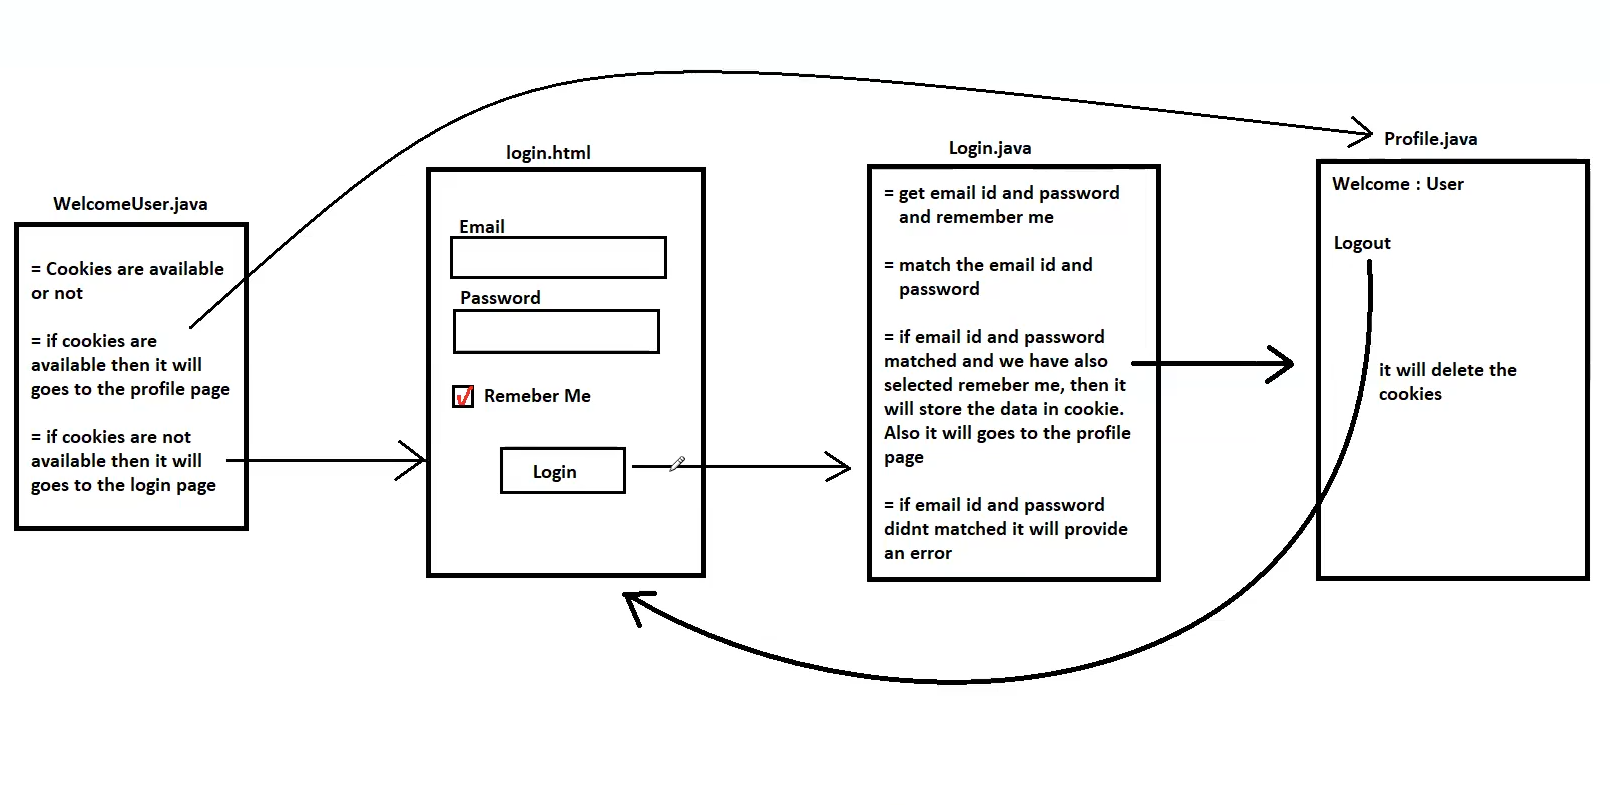 WelcomeUser.java
= Cookies are available
or not
= if cookies are
available then it will
goes to the profile page
= if cookies are not
available then it will
goes to the login page
login.html
Email
Password
Remeber Me
Login
Login.java
= get email id and password
and remember me
= match the email id and
password
= if email id and password
matched and we have also
selected remeber me, then it
will store the data in cookie.
Also it will goes to the profile
page
= if email id and password
didnt matched it will provide
an error
Profile.java
Welcome : User
Logout
it will delete the
cookies